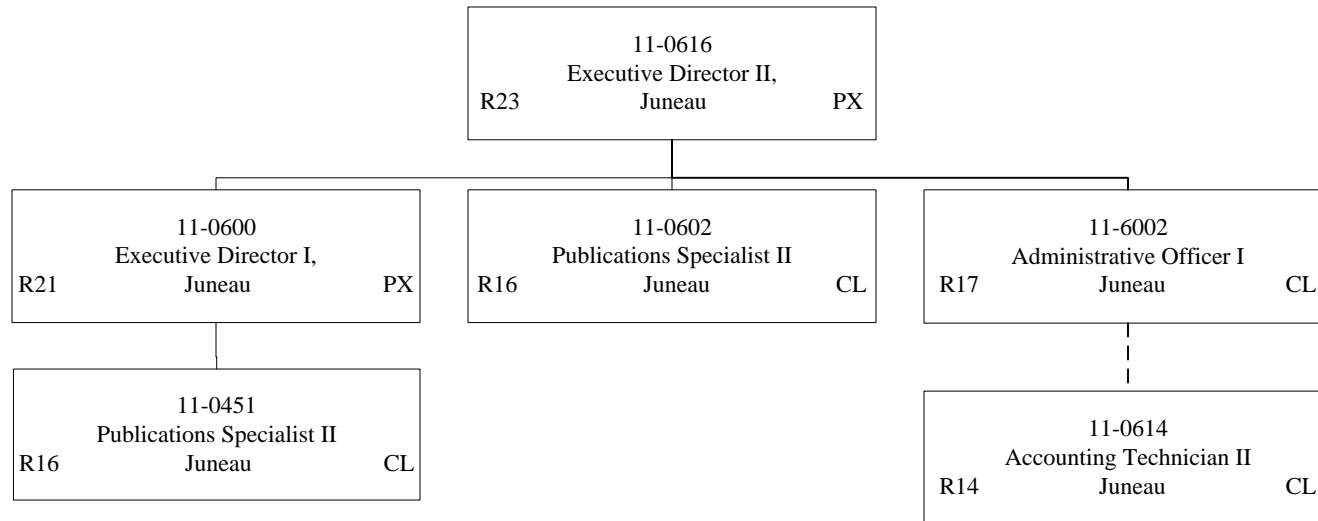 11-0616
Executive Director II,
R23 Juneau PX
11-0600
Executive Director I,
R21 Juneau PX
11-0602
Publications Specialist II
R16 Juneau CL
11-6002
Administrative Officer I
R17 Juneau CL
11-0451
Publications Specialist II
R16 Juneau CL
11-0614
Accounting Technician II
R14 Juneau CL